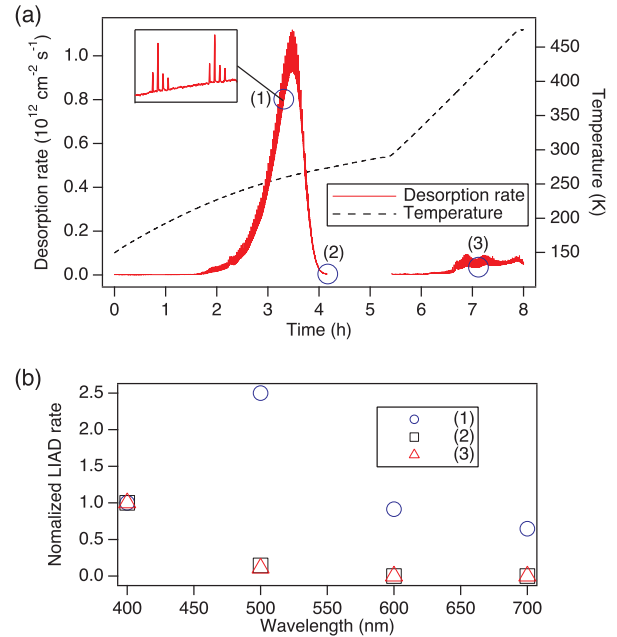 (a)
Desorption rate (10¹² cm⁻² s⁻¹)
1.0
0.8
0.6
0.4
0.2
0.0
(1)
(2)
(3)
Desorption rate
Temperature
450
400
350
300
250
200
150
Temperature (K)
0 1 2 3 4 5 6 7 8
Time (h)
(b)
Nomalized LIAD rate
2.5
2.0
1.5
1.0
0.5
0.0
(1)
(2)
(3)
400 450 500 550 600 650 700
Wavelength (nm)